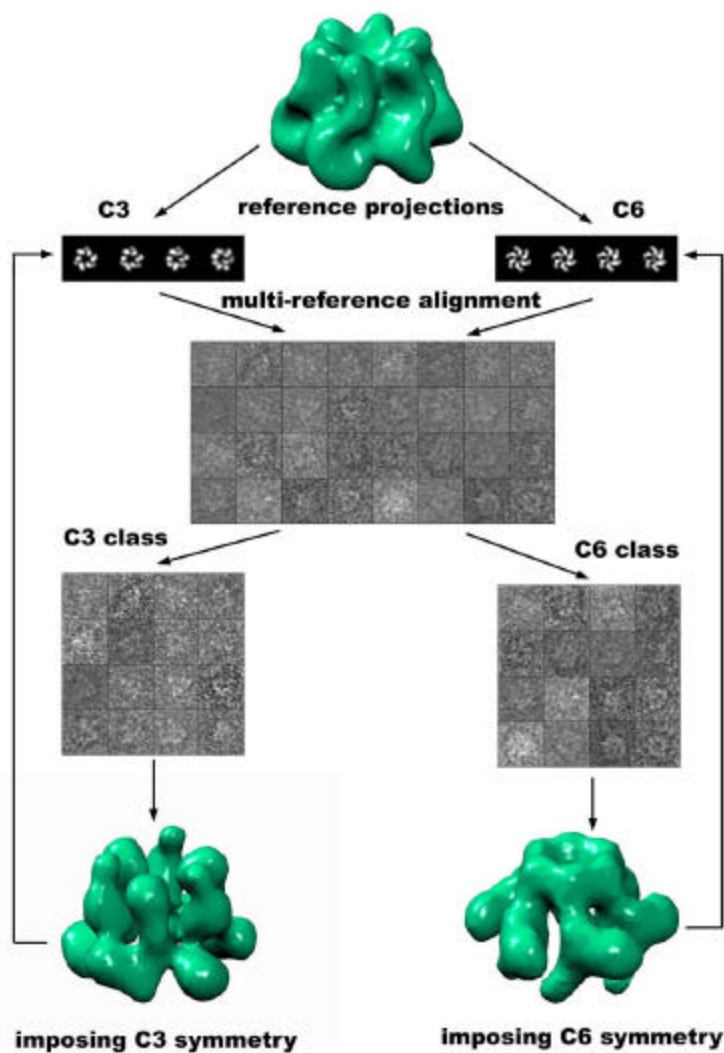 C3
reference projections
C6
multi-reference alignment
C3 class
C6 class
imposing C3 symmetry
imposing C6 symmetry